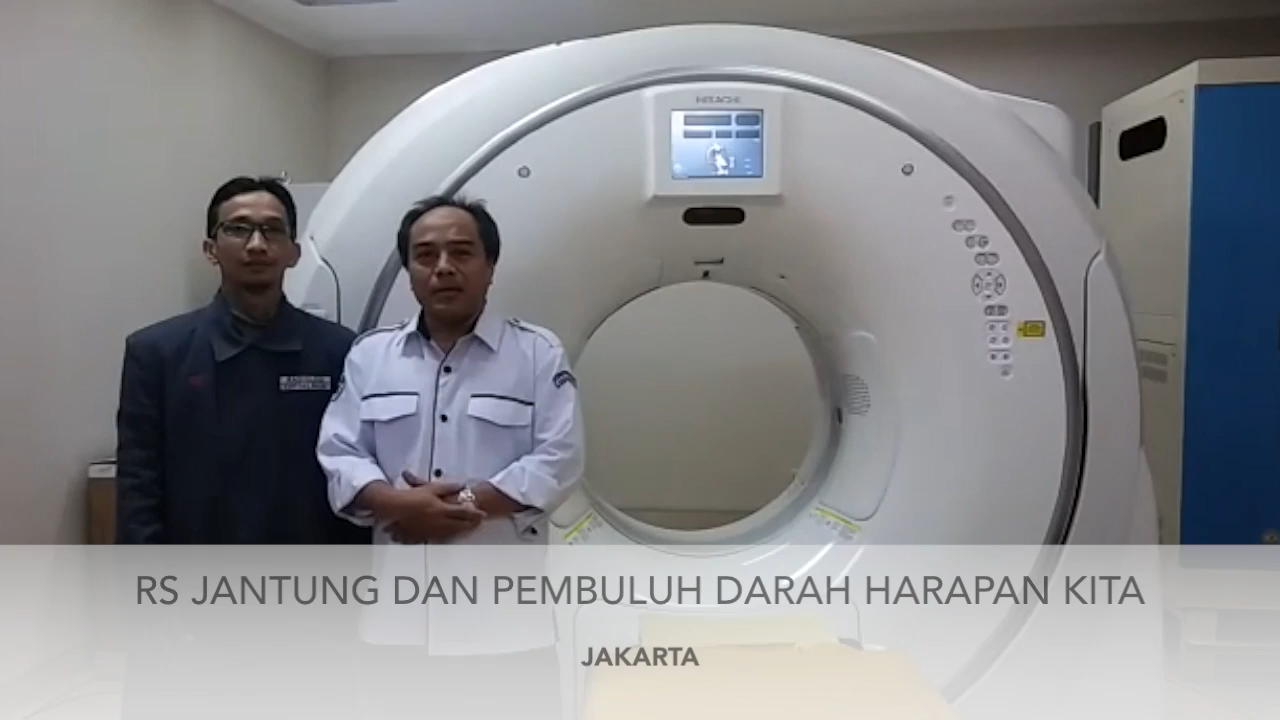 HITACHI
RS JANTUNG DAN PEMBULUH DARAH HARAPAN KITA
JAKARTA